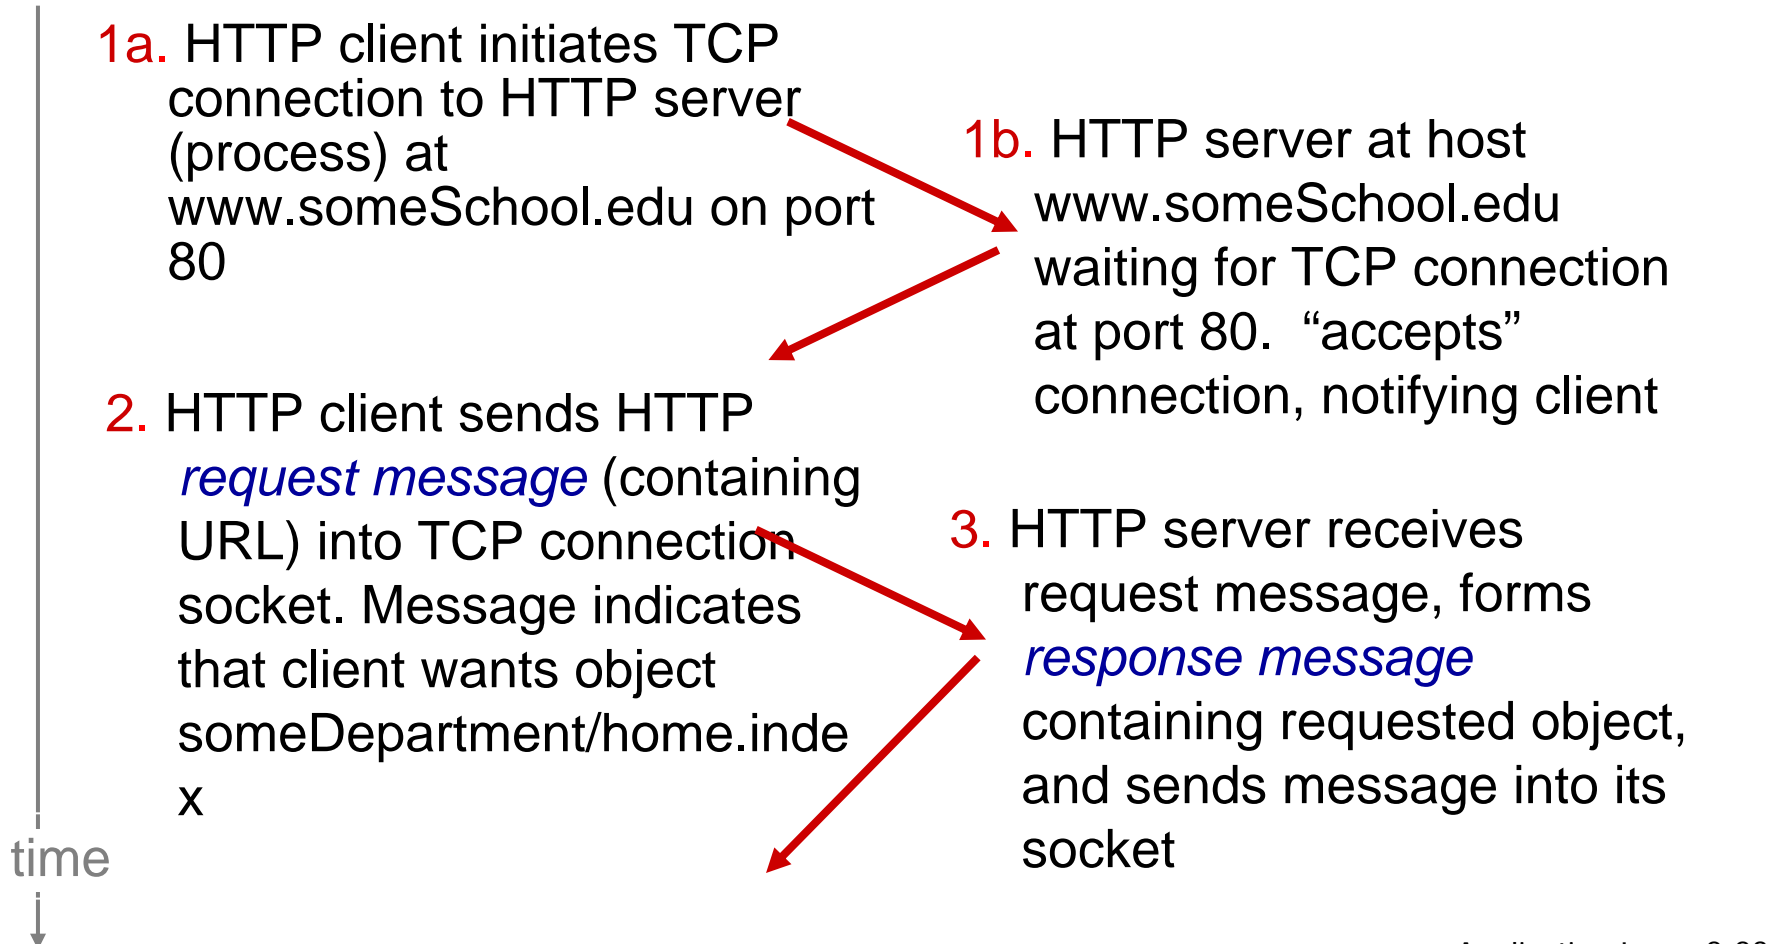 1a. HTTP client initiates TCP
connection to HTTP server
(process) at
www.someSchool.edu on port
80
1b. HTTP server at host
www.someSchool.edu
waiting for TCP connection
at port 80. “accepts”
connection, notifying client
2. HTTP client sends HTTP
request message (containing
URL) into TCP connection
socket. Message indicates
that client wants object
someDepartment/home.inde
x
3. HTTP server receives
request message, forms
response message
containing requested object,
and sends message into its
socket
time